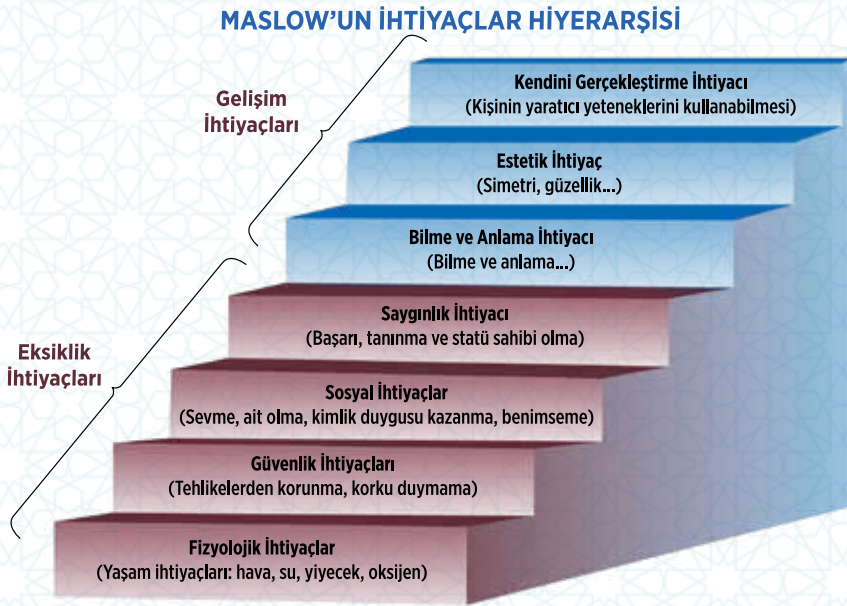 MASLOW'UN İHTİYAÇLAR HİYERARŞİSİ
Gelişim
İhtiyaçları
Kendini Gerçekleştirme İhtiyacı
(Kişinin yaratıcı yeteneklerini kullanabilmesi)
Estetik İhtiyaç
(Simetri, güzellik...)
Bilme ve Anlama İhtiyacı
(Bilme ve anlama...)
Eksiklik
İhtiyaçları
Saygınlık İhtiyacı
(Başarı, tanınma ve statü sahibi olma)
Sosyal İhtiyaçlar
(Sevme, ait olma, kimlik duygusu kazanma, benimseme)
Güvenlik İhtiyaçları
(Tehlikelerden korunma, korku duymama)
Fizyolojik İhtiyaçlar
(Yaşam ihtiyaçları: hava, su, yiyecek, oksijen)